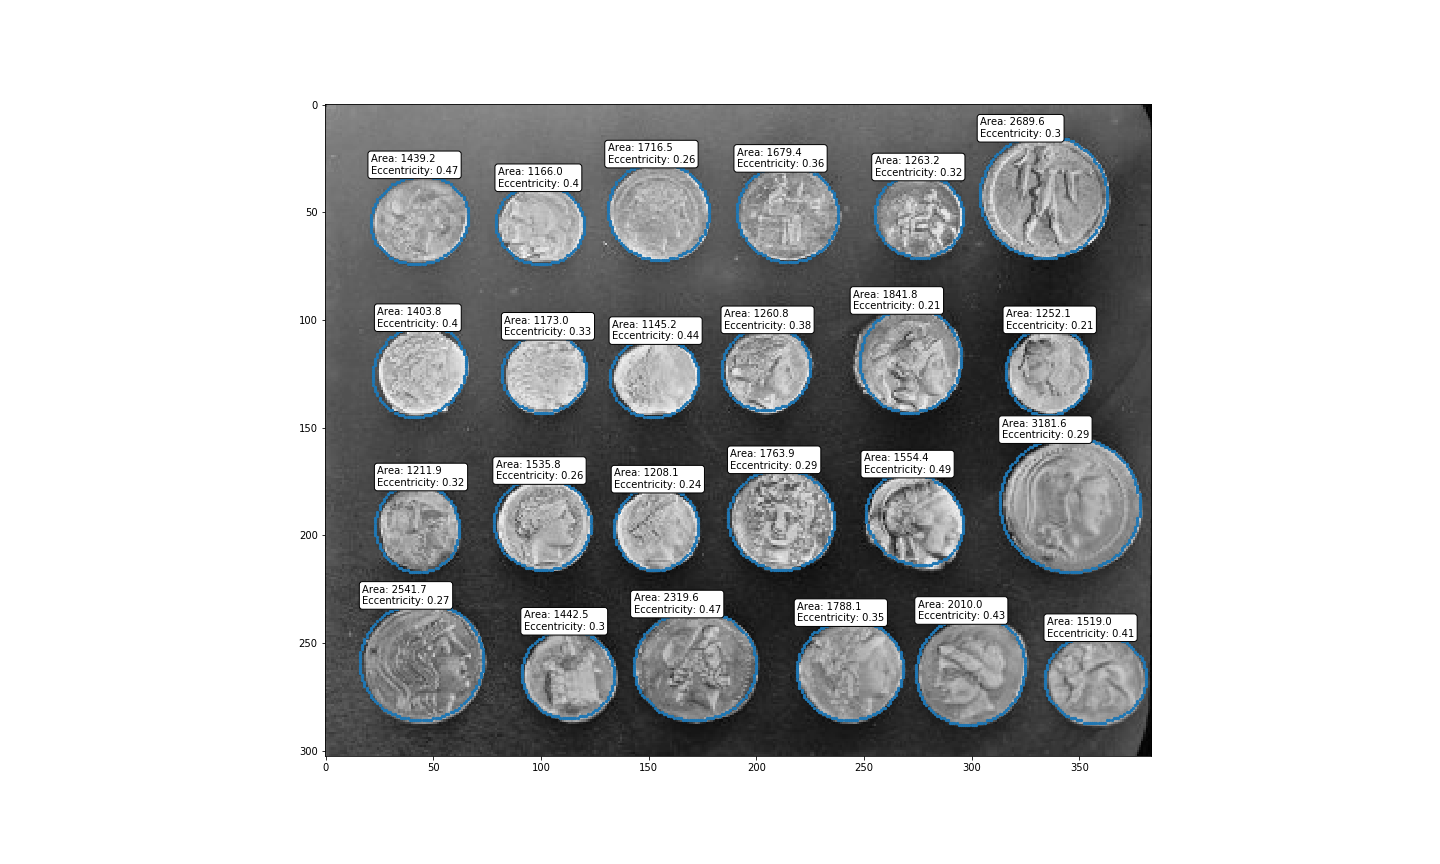 0
50
100
150
200
250
300
Area: 1439.2
Eccentricity: 0.47
Area: 1166.0
Eccentricity: 0.4
Area: 1716.5
Eccentricity: 0.26
Area: 1679.4
Eccentricity: 0.36
Area: 1263.2
Eccentricity: 0.32
Area: 2689.6
Eccentricity: 0.3
Area: 1403.8
Eccentricity: 0.4
Area: 1173.0
Eccentricity: 0.33
Area: 1145.2
Eccentricity: 0.44
Area: 1260.8
Eccentricity: 0.38
Area: 1841.8
Eccentricity: 0.21
Area: 1252.1
Eccentricity: 0.21
Area: 1211.9
Eccentricity: 0.32
Area: 1535.8
Eccentricity: 0.26
Area: 1208.1
Eccentricity: 0.24
Area: 1763.9
Eccentricity: 0.29
Area: 1554.4
Eccentricity: 0.49
Area: 3181.6
Eccentricity: 0.29
Area: 2541.7
Eccentricity: 0.27
Area: 1442.5
Eccentricity: 0.3
Area: 2319.6
Eccentricity: 0.47
Area: 1788.1
Eccentricity: 0.35
Area: 2010.0
Eccentricity: 0.43
Area: 1519.0
Eccentricity: 0.41
0 50 100 150 200 250 300 350